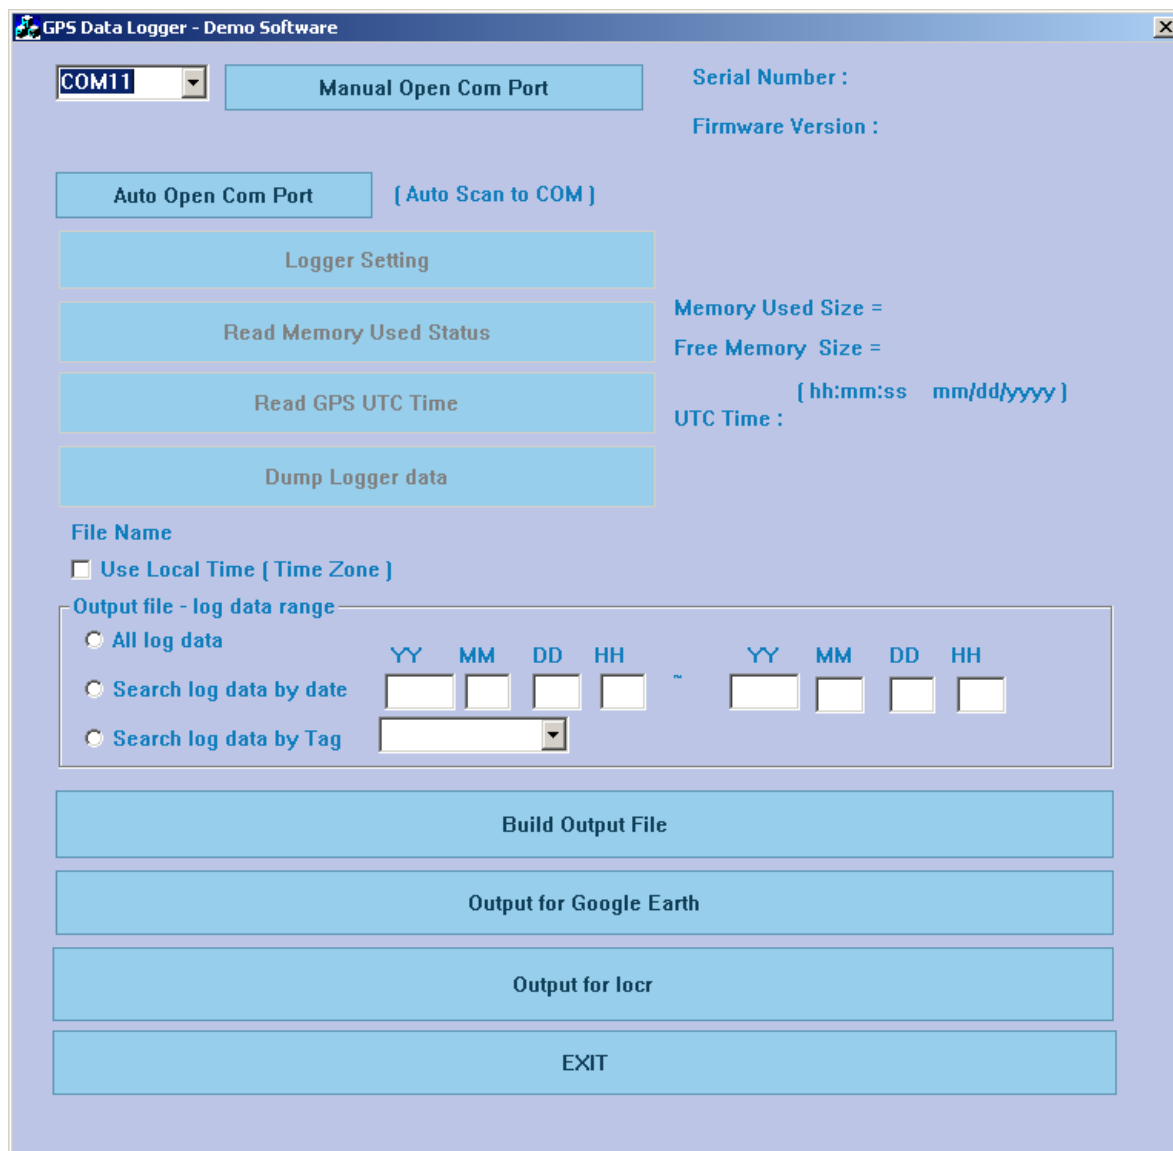 GPS Data Logger - Demo Software
COM11
Manual Open Com Port
Serial Number :
Firmware Version :
Auto Open Com Port
( Auto Scan to COM )
Logger Setting
Read Memory Used Status
Memory Used Size =
Free Memory Size =
Read GPS UTC Time
( hh:mm:ss mm/dd/yyyy )
UTC Time :
Dump Logger data
File Name
Use Local Time ( Time Zone )
Output file - log data range
All log data
YY MM DD HH YY MM DD HH
Search log data by date ~
Search log data by Tag
Build Output File
Output for Google Earth
Output for locr
EXIT